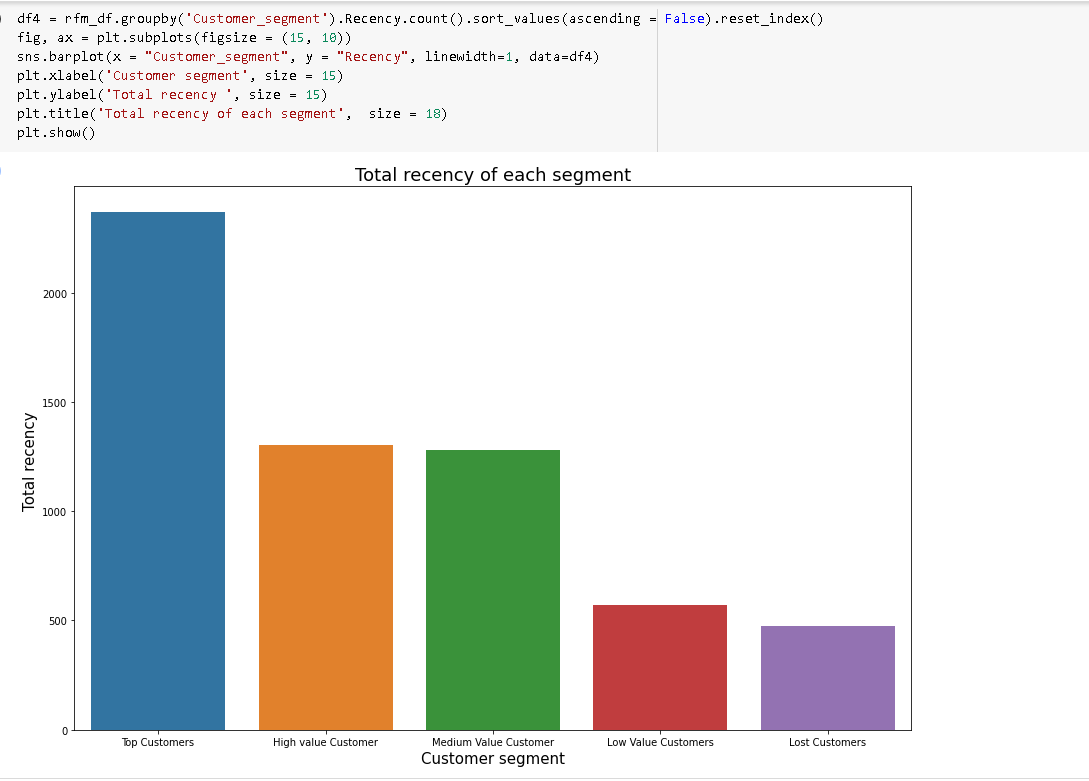 df4 = rfm_df.groupby('Customer_segment').Recency.count().sort_values(ascending = False).reset_index()
fig, ax = plt.subplots(figsize = (15, 10))
sns.barplot(x = "Customer_segment", y = "Recency", linewidth=1, data=df4)
plt.xlabel('Customer segment', size = 15)
plt.ylabel('Total recency ', size = 15)
plt.title('Total recency of each segment',  size = 18)
plt.show()
Total recency of each segment
2000
1500
1000
500
0
Total recency
Top Customers
High value Customer
Medium Value Customer
Low Value Customers
Lost Customers
Customer segment